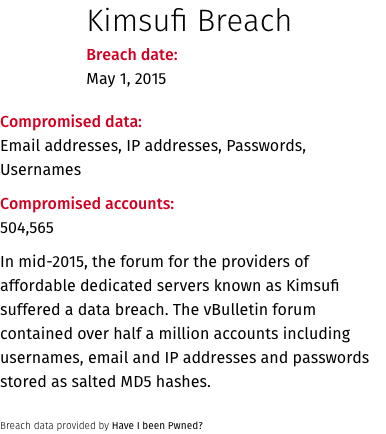 Kimsufi Breach
Breach date:
May 1, 2015
Compromised data:
Email addresses, IP addresses, Passwords,
Usernames
Compromised accounts:
504,565
In mid-2015, the forum for the providers of
affordable dedicated servers known as Kimsufi
suffered a data breach. The vBulletin forum
contained over half a million accounts including
usernames, email and IP addresses and passwords
stored as salted MD5 hashes.
Breach data provided by Have I been Pwned?